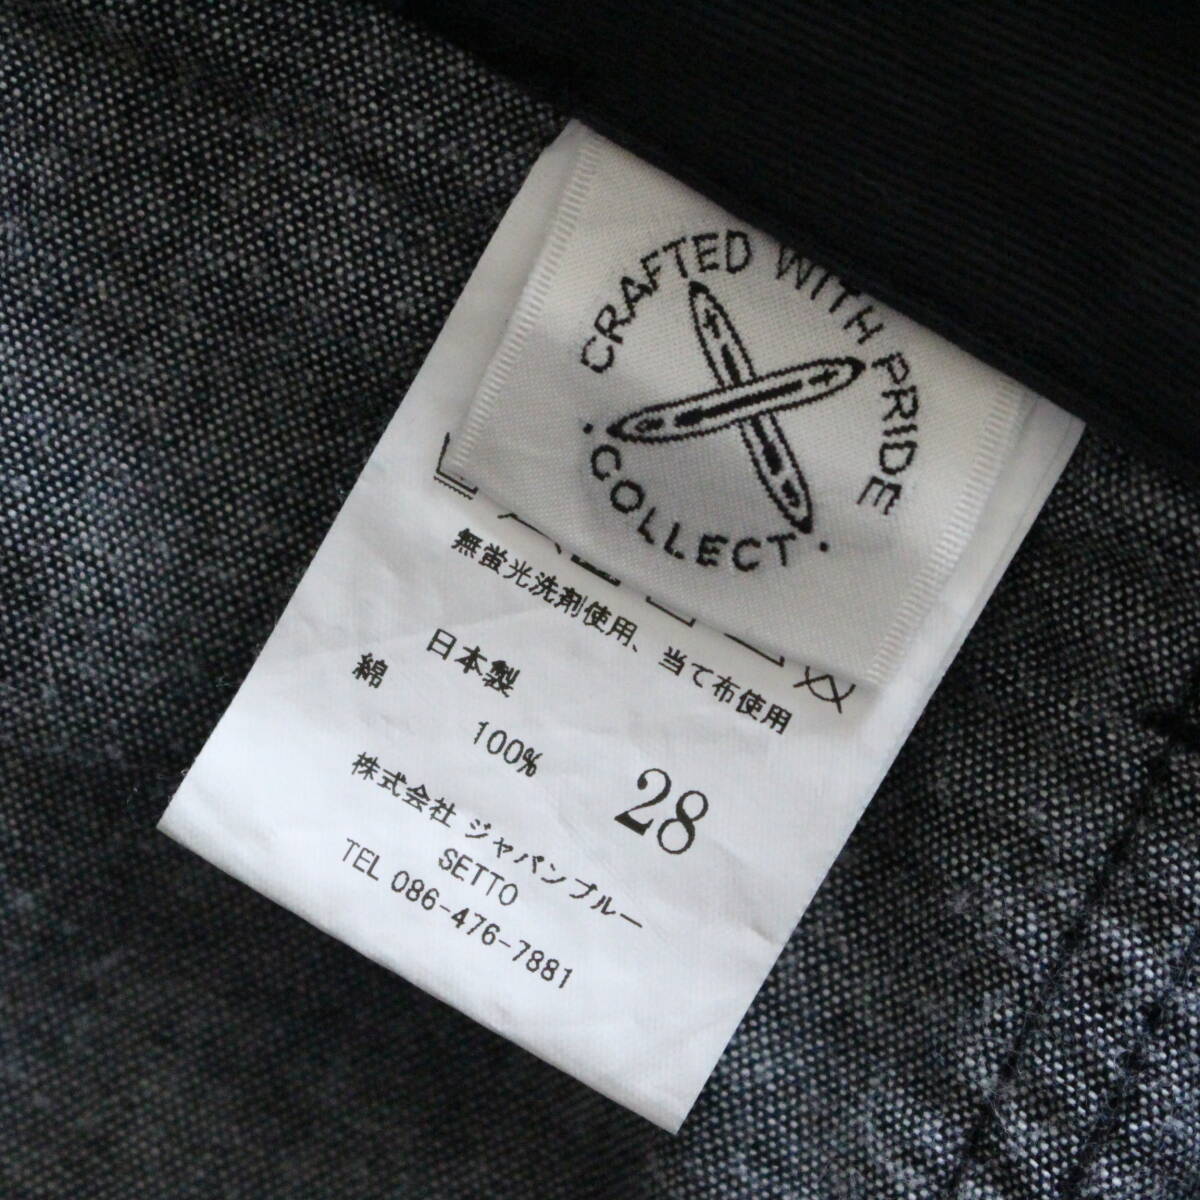 CRAFTED WITH PRIDE
・COLLECT・
無蛍光洗剤使用、当て布使用
日本製
綿 100%
28
株式会社 ジャパンブルー
SETTO
TEL 086-476-7881